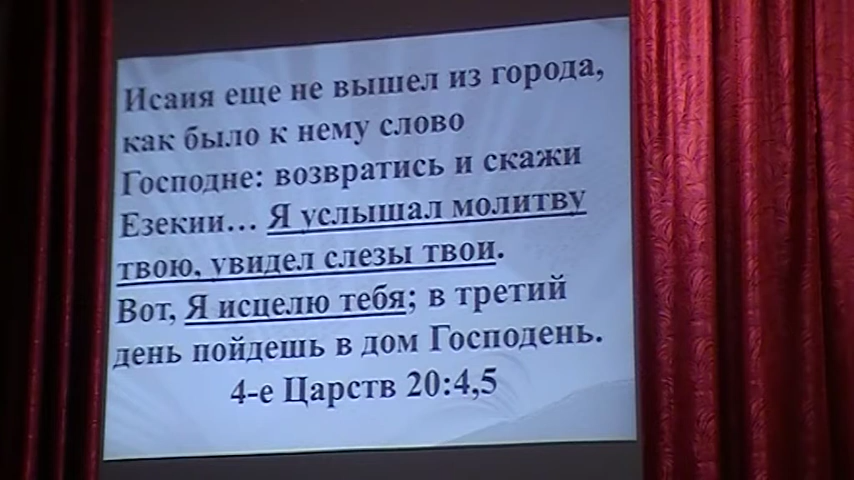 Исаия еще не вышел из города,
как было к нему слово
Господне: возвратись и скажи
Езекии... Я услышал молитву
твою, увидел слезы твои.
Вот, Я исцелю тебя; в третий
день пойдешь в дом Господень.
4-е Царств 20:4,5